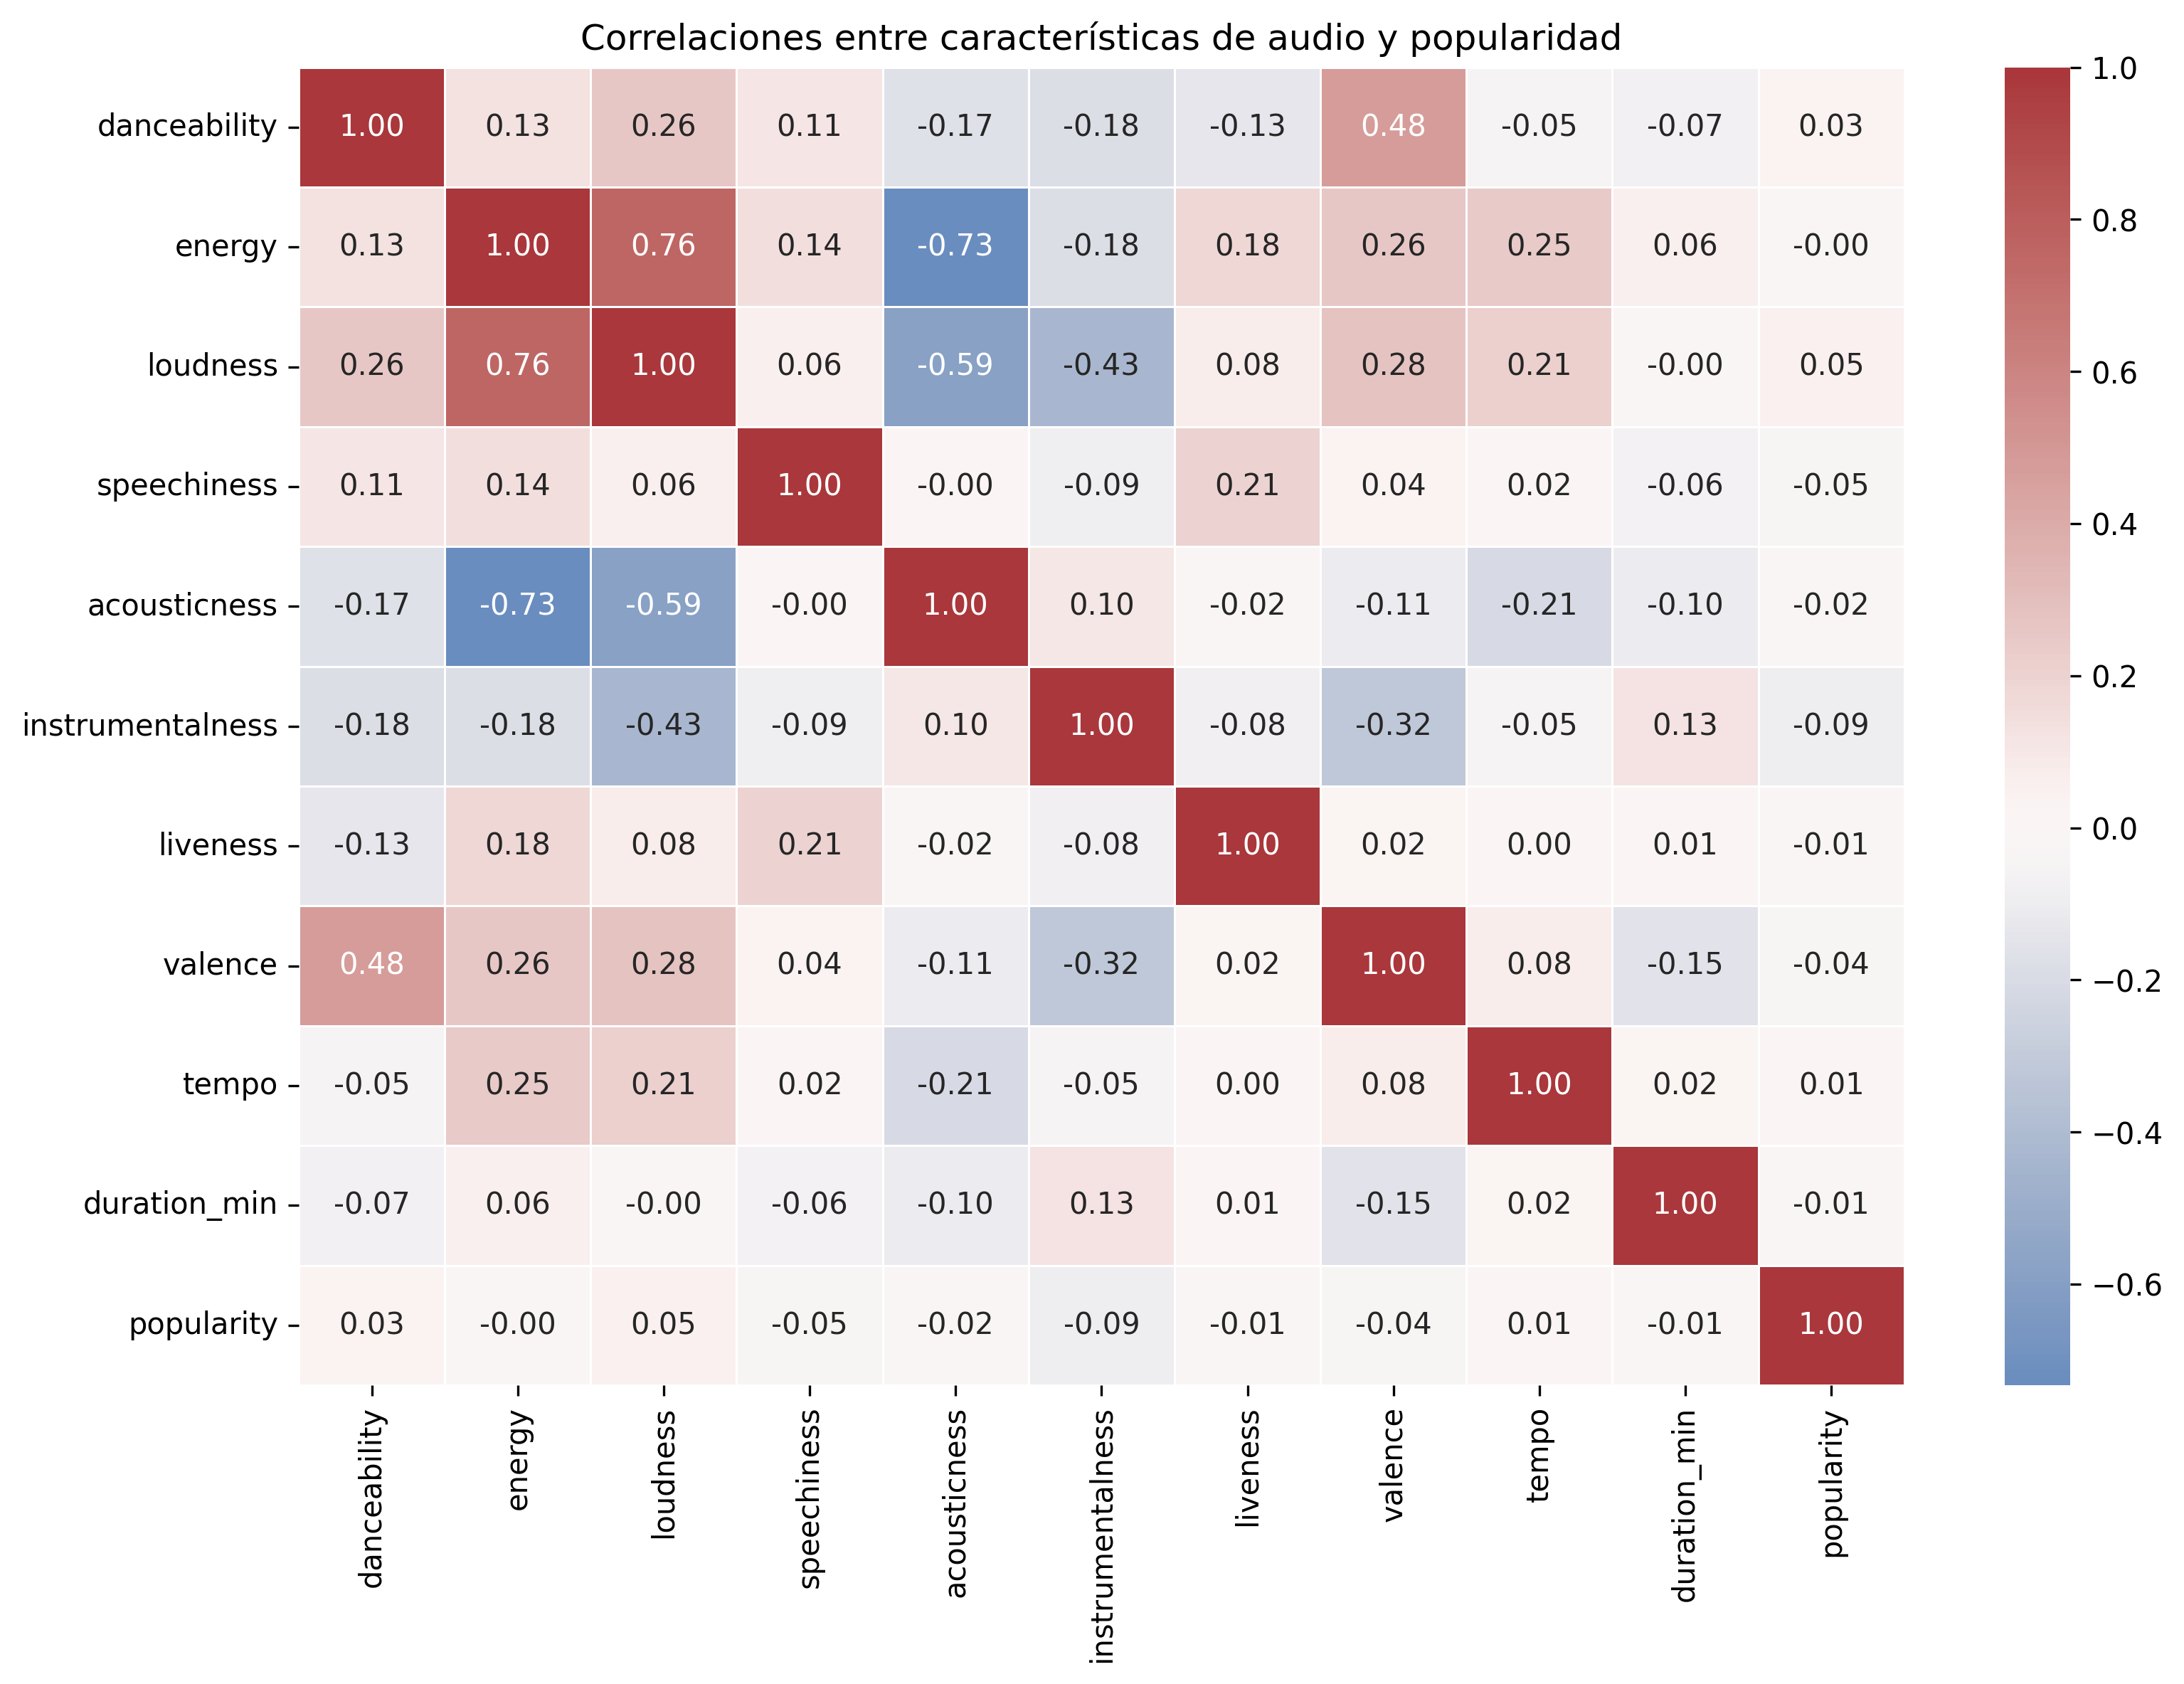 Correlaciones entre características de audio y popularidad
danceability 1.00 0.13 0.26 0.11 -0.17 -0.18 -0.13 0.48 -0.05 -0.07 0.03
energy 0.13 1.00 0.76 0.14 -0.73 -0.18 0.18 0.26 0.25 0.06 -0.00
loudness 0.26 0.76 1.00 0.06 -0.59 -0.43 0.08 0.28 0.21 -0.00 0.05
speechiness 0.11 0.14 0.06 1.00 -0.00 -0.09 0.21 0.04 0.02 -0.06 -0.05
acousticness -0.17 -0.73 -0.59 -0.00 1.00 0.10 -0.02 -0.11 -0.21 -0.10 -0.02
instrumentalness -0.18 -0.18 -0.43 -0.09 0.10 1.00 -0.08 -0.32 -0.05 0.13 -0.09
liveness -0.13 0.18 0.08 0.21 -0.02 -0.08 1.00 0.02 0.00 0.01 -0.01
valence 0.48 0.26 0.28 0.04 -0.11 -0.32 0.02 1.00 0.08 -0.15 -0.04
tempo -0.05 0.25 0.21 0.02 -0.21 -0.05 0.00 0.08 1.00 0.02 0.01
duration_min -0.07 0.06 -0.00 -0.06 -0.10 0.13 0.01 -0.15 0.02 1.00 -0.01
popularity 0.03 -0.00 0.05 -0.05 -0.02 -0.09 -0.01 -0.04 0.01 -0.01 1.00
danceability energy loudness speechiness acousticness instrumentalness liveness valence tempo duration_min popularity
1.0
0.8
0.6
0.4
0.2
0.0
−0.2
−0.4
−0.6